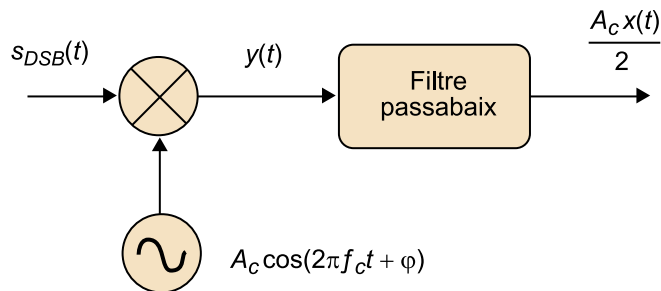 s_DSB(t)
y(t)
Filtre
passabaix
A_c x(t)
2
A_c cos(2πf_c t + φ)